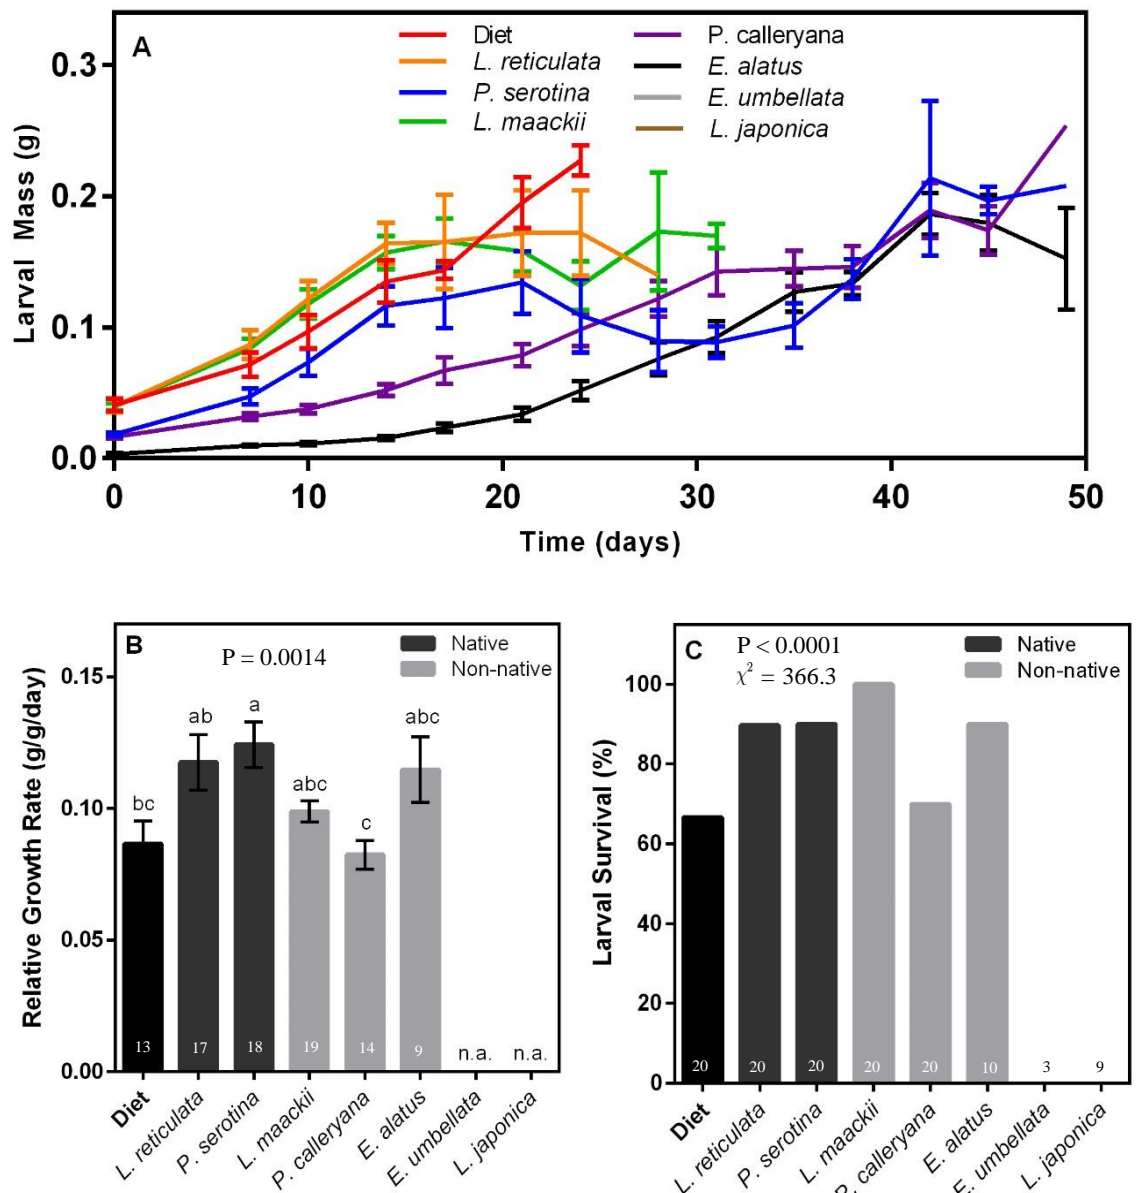 A
Diet
L. reticulata
P. serotina
L. maackii
P. calleryana
E. alatus
E. umbellata
L. japonica
0.3
0.2
0.1
0.0
Larval Mass (g)
0 10 20 30 40 50
Time (days)
B
P = 0.0014
Native
Non-native
0.15
0.10
0.05
0.00
Relative Growth Rate (g/g/day)
bc ab a abc c abc
13 17 18 19 14 9 n.a. n.a.
Diet
L. reticulata
P. serotina
L. maackii
P. calleryana
E. alatus
E. umbellata
L. japonica
C
P < 0.0001
χ² = 366.3
Native
Non-native
100
80
60
40
20
0
Larval Survival (%)
20 20 20 20 20 10 3 9
Diet
L. reticulata
P. serotina
L. maackii
P. calleryana
E. alatus
E. umbellata
L. japonica